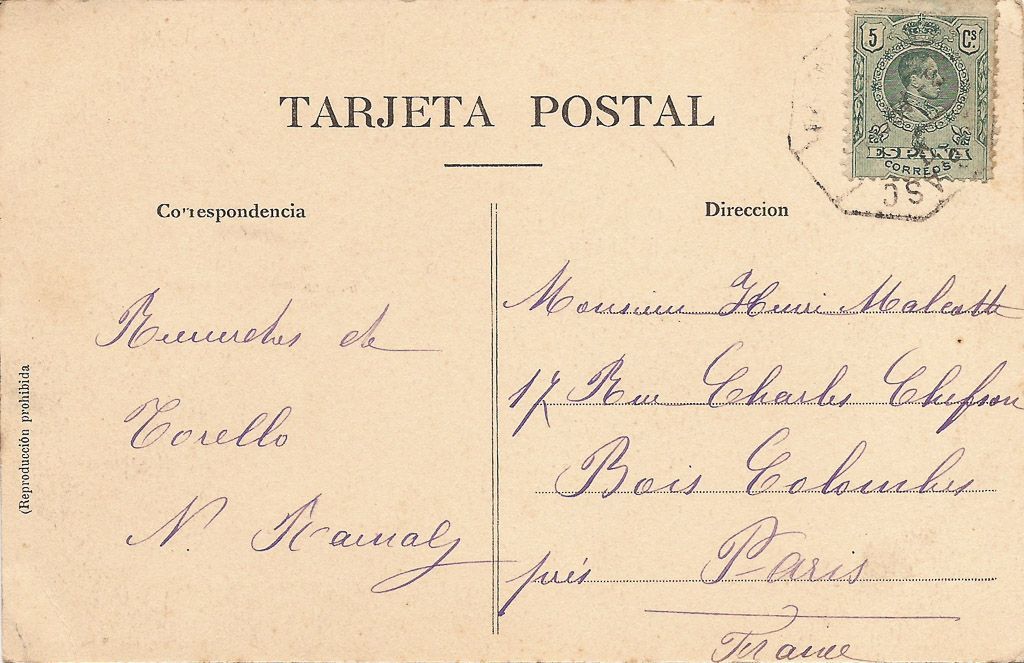 5 Cs
ESPAÑA
CORREOS
TARJETA POSTAL
Correspondencia
Direccion
Recuerdos de
Torello
N.
Monsieur Henri Malcotte
17 Rue Charles Chefson
Bois Colombes
près Paris
France
(Reproducción prohibida